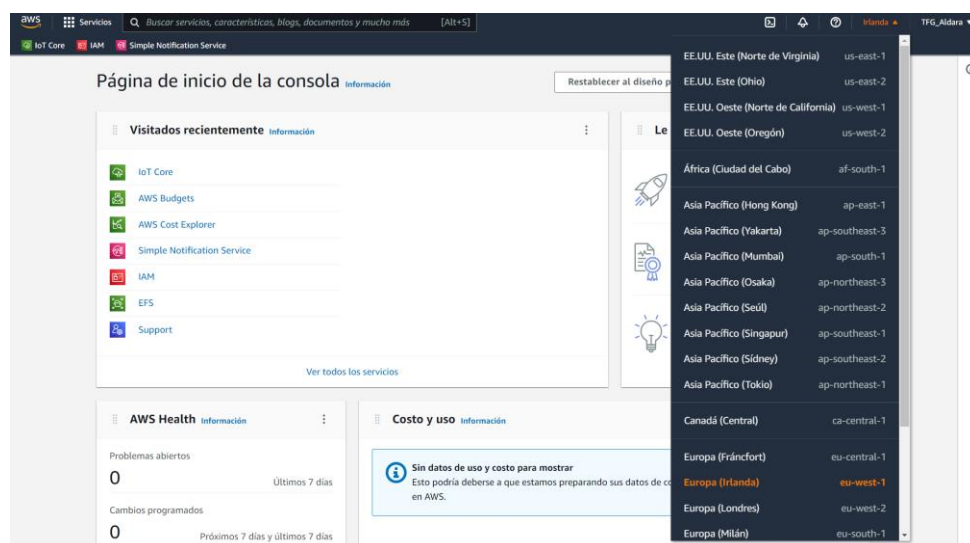 aws
Servicios
Buscar servicios, características, blogs, documentos y mucho más [Alt+S]
Irlanda
TFG_Aldara
IoT Core IAM Simple Notification Service
Página de inicio de la consola Información
Restablecer al diseño p
Visitados recientemente Información
IoT Core
AWS Budgets
AWS Cost Explorer
Simple Notification Service
IAM
EFS
Support
Ver todos los servicios
Le
AWS Health Información
Problemas abiertos
0 Últimos 7 días
Cambios programados
0 Próximos 7 días y últimos 7 días
Costo y uso Información
Sin datos de uso y costo para mostrar
Esto podría deberse a que estamos preparando sus datos de co
en AWS.
EE.UU. Este (Norte de Virginia) us-east-1
EE.UU. Este (Ohio) us-east-2
EE.UU. Oeste (Norte de California) us-west-1
EE.UU. Oeste (Oregón) us-west-2
África (Ciudad del Cabo) af-south-1
Asia Pacífico (Hong Kong) ap-east-1
Asia Pacífico (Yakarta) ap-southeast-3
Asia Pacífico (Mumbai) ap-south-1
Asia Pacífico (Osaka) ap-northeast-3
Asia Pacífico (Seúl) ap-northeast-2
Asia Pacífico (Singapur) ap-southeast-1
Asia Pacífico (Sídney) ap-southeast-2
Asia Pacífico (Tokio) ap-northeast-1
Canadá (Central) ca-central-1
Europa (Fráncfort) eu-central-1
Europa (Irlanda) eu-west-1
Europa (Londres) eu-west-2
Europa (Milán) eu-south-1